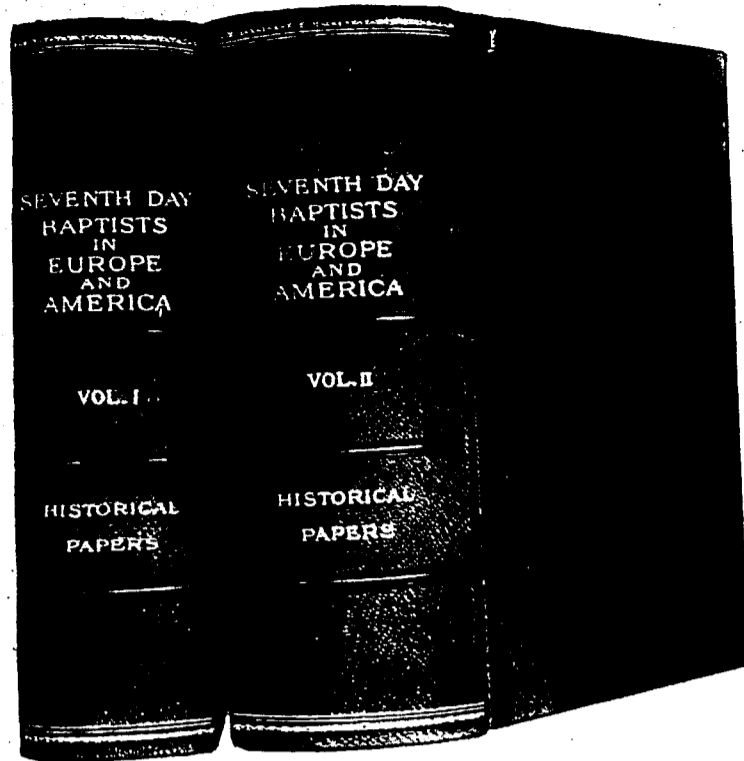 SEVENTH DAY
BAPTISTS
IN
EUROPE
AND
AMERICA
VOL. I
HISTORICAL
PAPERS
SEVENTH DAY
BAPTISTS
IN
EUROPE
AND
AMERICA
VOL. II
HISTORICAL
PAPERS